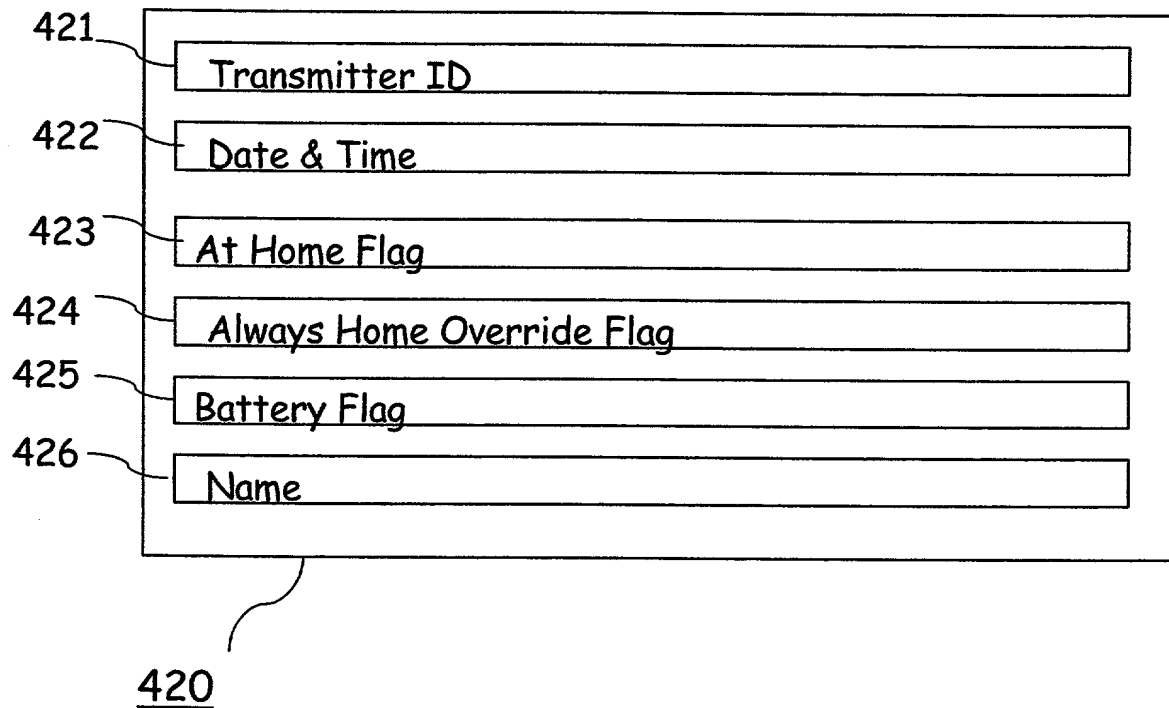 421
Transmitter ID
422
Date & Time
423
At Home Flag
424
Always Home Override Flag
425
Battery Flag
426
Name
420